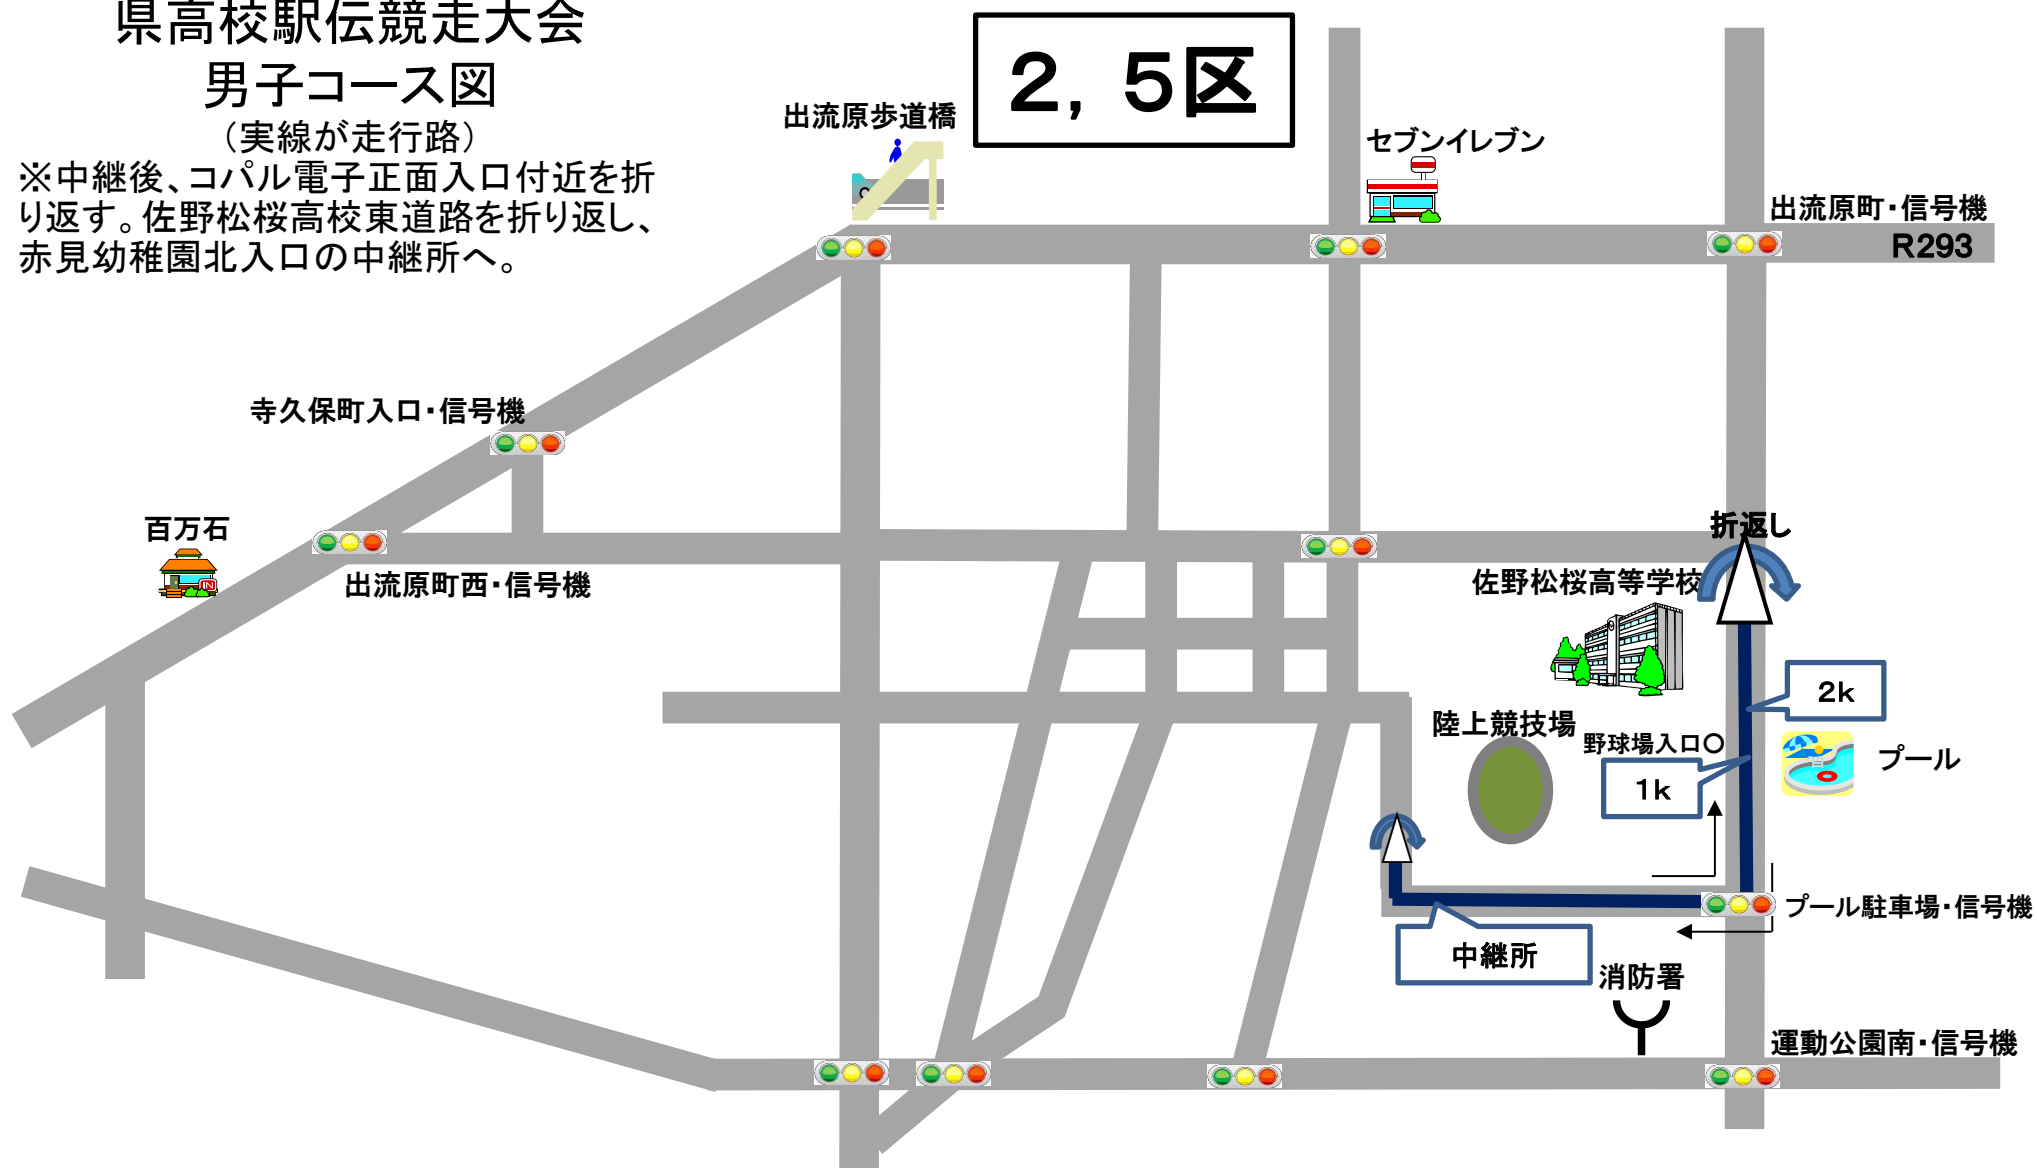 県高校駅伝競走大会
男子コース図
（実線が走行路）
※中継後、コパル電子正面入口付近を折
り返す。佐野松桜高校東道路を折り返し、
赤見幼稚園北入口の中継所へ。
２，５区
出流原歩道橋
セブンイレブン
出流原町・信号機
R293
寺久保町入口・信号機
百万石
出流原町西・信号機
折返し
佐野松桜高等学校
2k
陸上競技場
野球場入口〇
プール
1k
プール駐車場・信号機
中継所
消防署
運動公園南・信号機